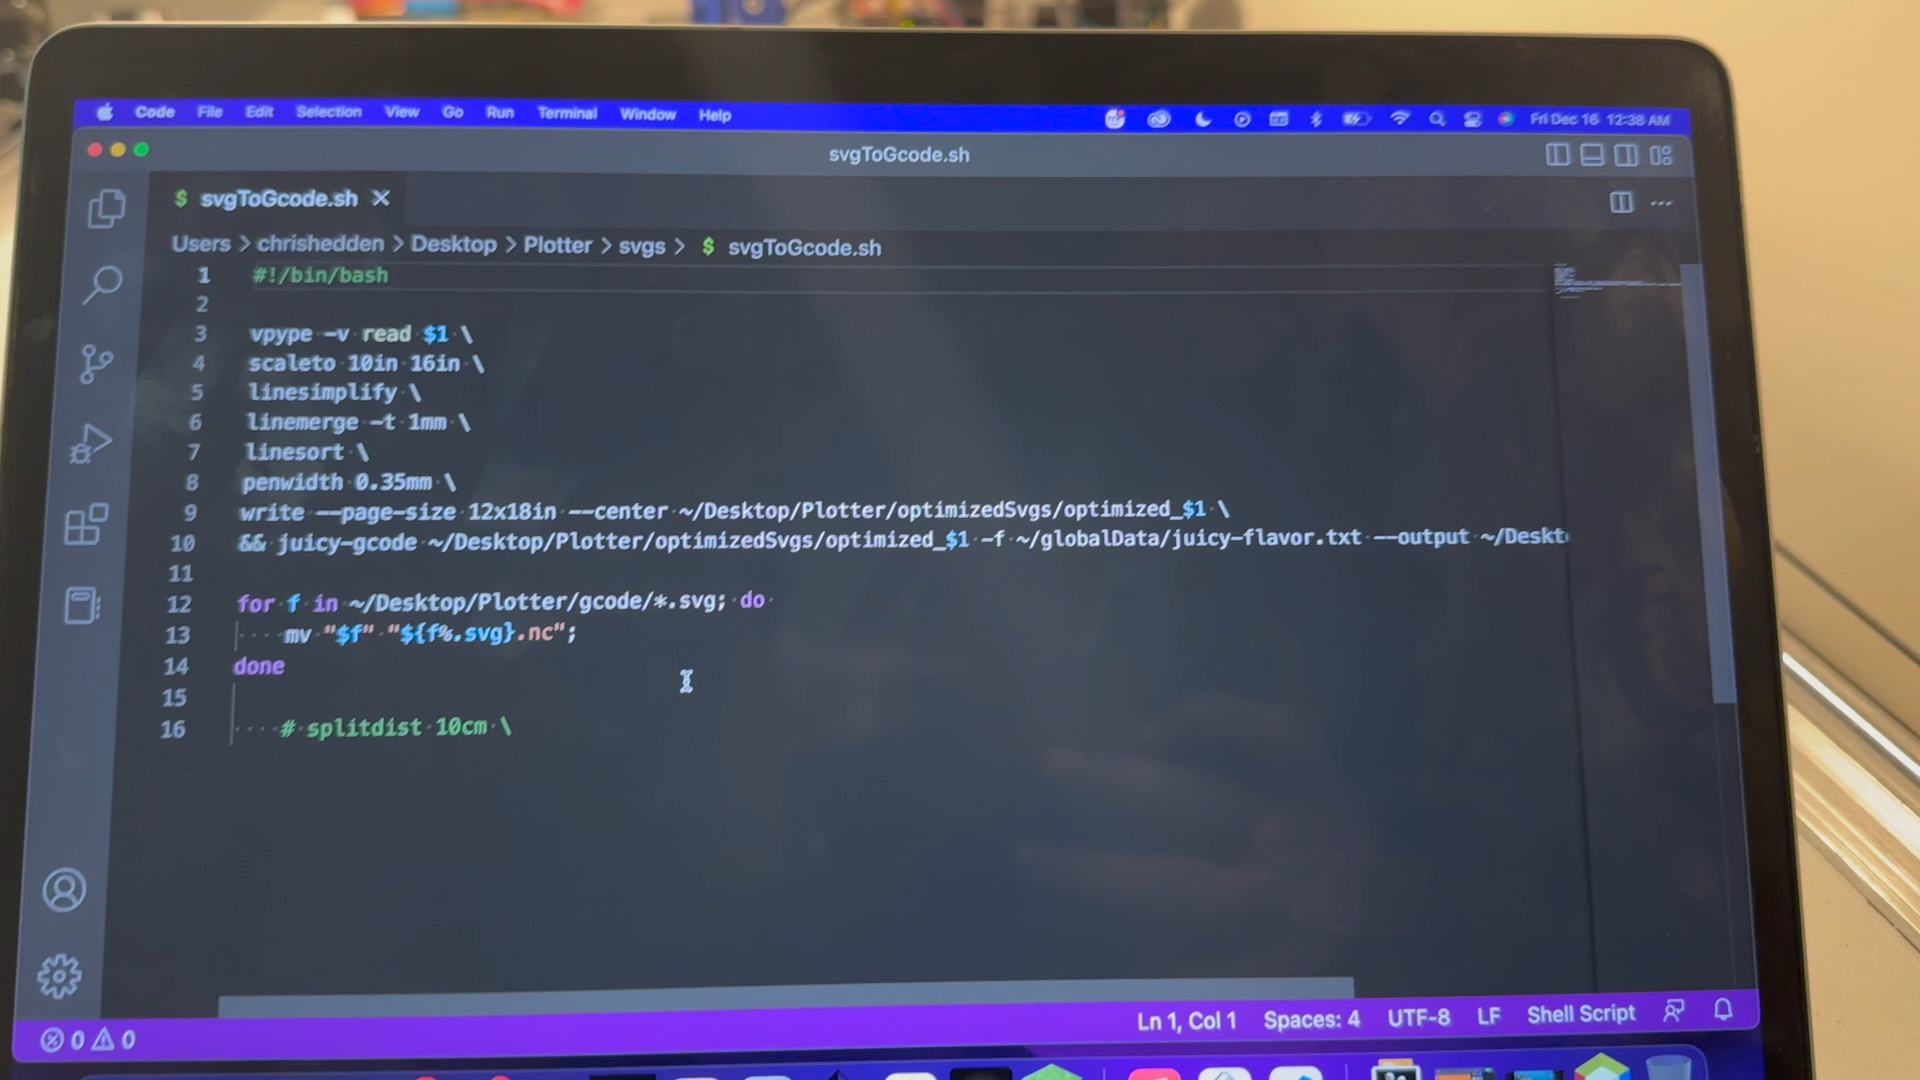 Code File Edit Selection View Go Run Terminal Window Help Fri Dec 16 12:38 AM
svgToGcode.sh
$ svgToGcode.sh
Users > chrishedden > Desktop > Plotter > svgs > $ svgToGcode.sh
1 #!/bin/bash
2
3 vpype -v read $1 \
4 scaleto 10in 16in \
5 linesimplify \
6 linemerge -t 1mm \
7 linesort \
8 penwidth 0.35mm \
9 write --page-size 12x18in --center ~/Desktop/Plotter/optimizedSvgs/optimized_$1 \
10 && juicy-gcode ~/Desktop/Plotter/optimizedSvgs/optimized_$1 -f ~/globalData/juicy-flavor.txt --output ~/Deskt
11
12 for f in ~/Desktop/Plotter/gcode/*.svg; do
13 mv "$f" "${f%.svg}.nc";
14 done
15
16 # splitdist 10cm \
0 0 Ln 1, Col 1 Spaces: 4 UTF-8 LF Shell Script